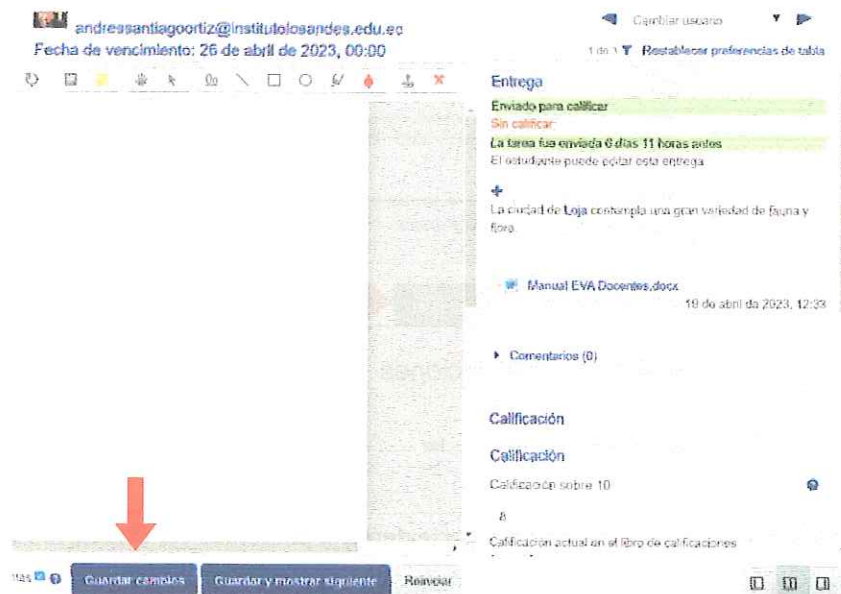 andressantiagoortiz@institutolosandes.edu.ec
Fecha de vencimiento: 26 de abril de 2023, 00:00
Cambiar usuario
1 de 3 Restablecer preferencias de tabla
Entrega
Enviado para calificar
Sin calificar
La tarea fue enviada 6 días 11 horas antes
El estudiante puede editar esta entrega
La ciudad de Loja contempla una gran variedad de fauna y
flora.
Manual EVA Docentes.docx
19 de abril de 2023, 12:33
Comentarios (0)
Calificación
Calificación
Calificación sobre 10
8
Calificación actual en el libro de calificaciones
Guardar cambios
Guardar y mostrar siguiente
Reiniciar